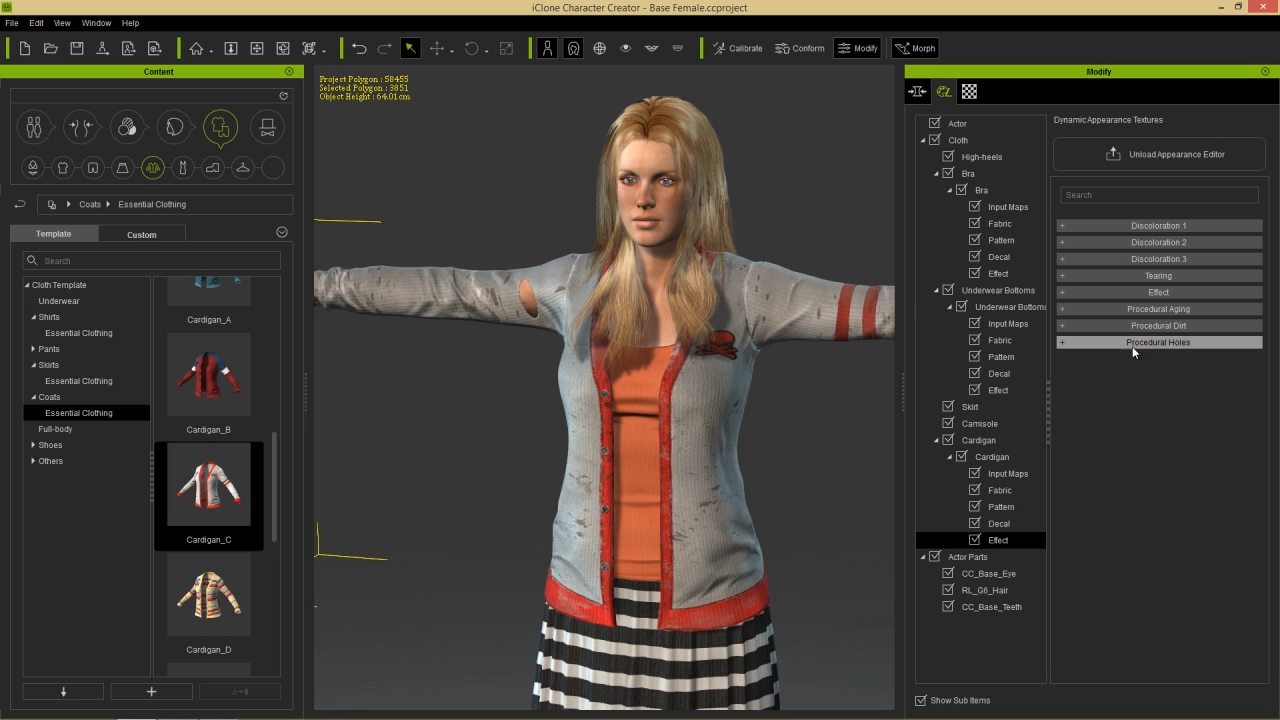 iClone Character Creator - Base Female.ccproject
File Edit View Window Help
Calibrate Conform Modify Morph
Content
Coats Essential Clothing
Template Custom
Search
Cloth Template
Underwear
Shirts
Essential Clothing
Pants
Skirts
Essential Clothing
Coats
Essential Clothing
Full-body
Shoes
Others
Cardigan_A
Cardigan_B
Cardigan_C
Cardigan_D
Project Polygon : 58455
Selected Polygon : 3851
Object Height : 64.01cm
Modify
Actor
Cloth
High-heels
Bra
Bra
Input Maps
Fabric
Pattern
Decal
Effect
Underwear Bottoms
Underwear Bottoms
Input Maps
Fabric
Pattern
Decal
Effect
Skirt
Camisole
Cardigan
Cardigan
Input Maps
Fabric
Pattern
Decal
Effect
Actor Parts
CC_Base_Eye
RL_G6_Hair
CC_Base_Teeth
Show Sub Items
Dynamic Appearance Textures
Unload Appearance Editor
Search
+ Discoloration 1
+ Discoloration 2
+ Discoloration 3
+ Tearing
+ Effect
+ Procedural Aging
+ Procedural Dirt
+ Procedural Holes